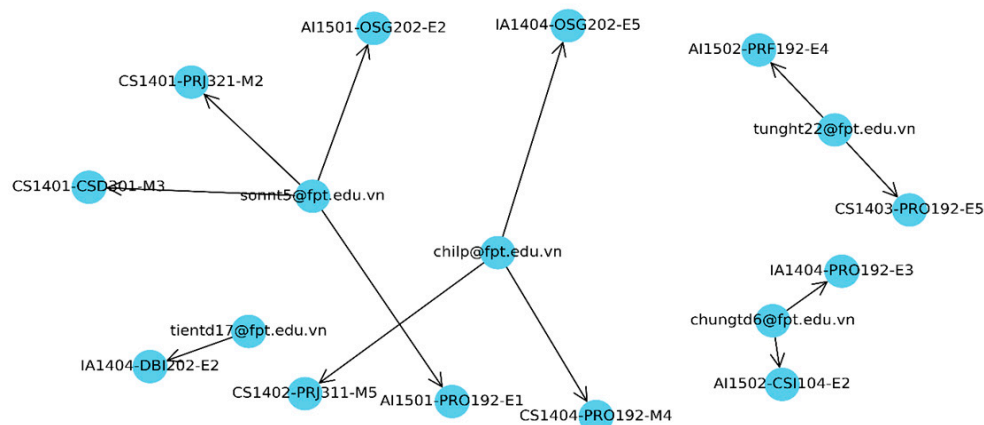 AI1501-OSG202-E2
IA1404-OSG202-E5
AI1502-PRF192-E4
CS1401-PRJ321-M2
tunght22@fpt.edu.vn
CS1401-CSD301-M3
sonnt5@fpt.edu.vn
CS1403-PRO192-E5
chilp@fpt.edu.vn
IA1404-PRO192-E3
chungtd6@fpt.edu.vn
tientd17@fpt.edu.vn
IA1404-DBI202-E2
AI1502-CSI104-E2
CS1402-PRJ311-M5
AI1501-PRO192-E1
CS1404-PRO192-M4